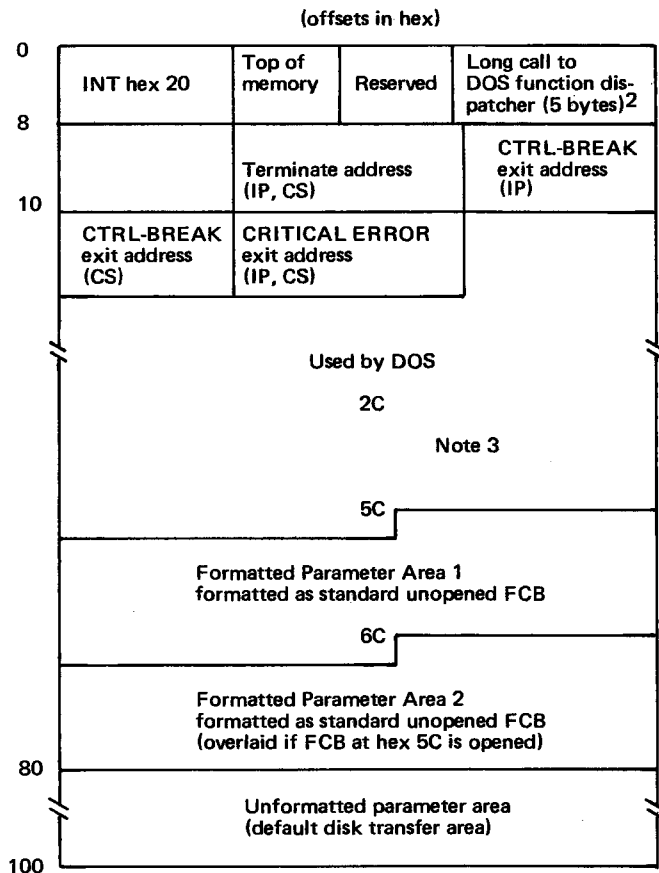 (offsets in hex)
0
INT hex 20
Top of
memory
Reserved
Long call to
DOS function dis-
patcher (5 bytes)2
8
Terminate address
(IP, CS)
CTRL-BREAK
exit address
(IP)
10
CTRL-BREAK
exit address
(CS)
CRITICAL ERROR
exit address
(IP, CS)
Used by DOS
2C
Note 3
5C
Formatted Parameter Area 1
formatted as standard unopened FCB
6C
Formatted Parameter Area 2
formatted as standard unopened FCB
(overlaid if FCB at hex 5C is opened)
80
Unformatted parameter area
(default disk transfer area)
100